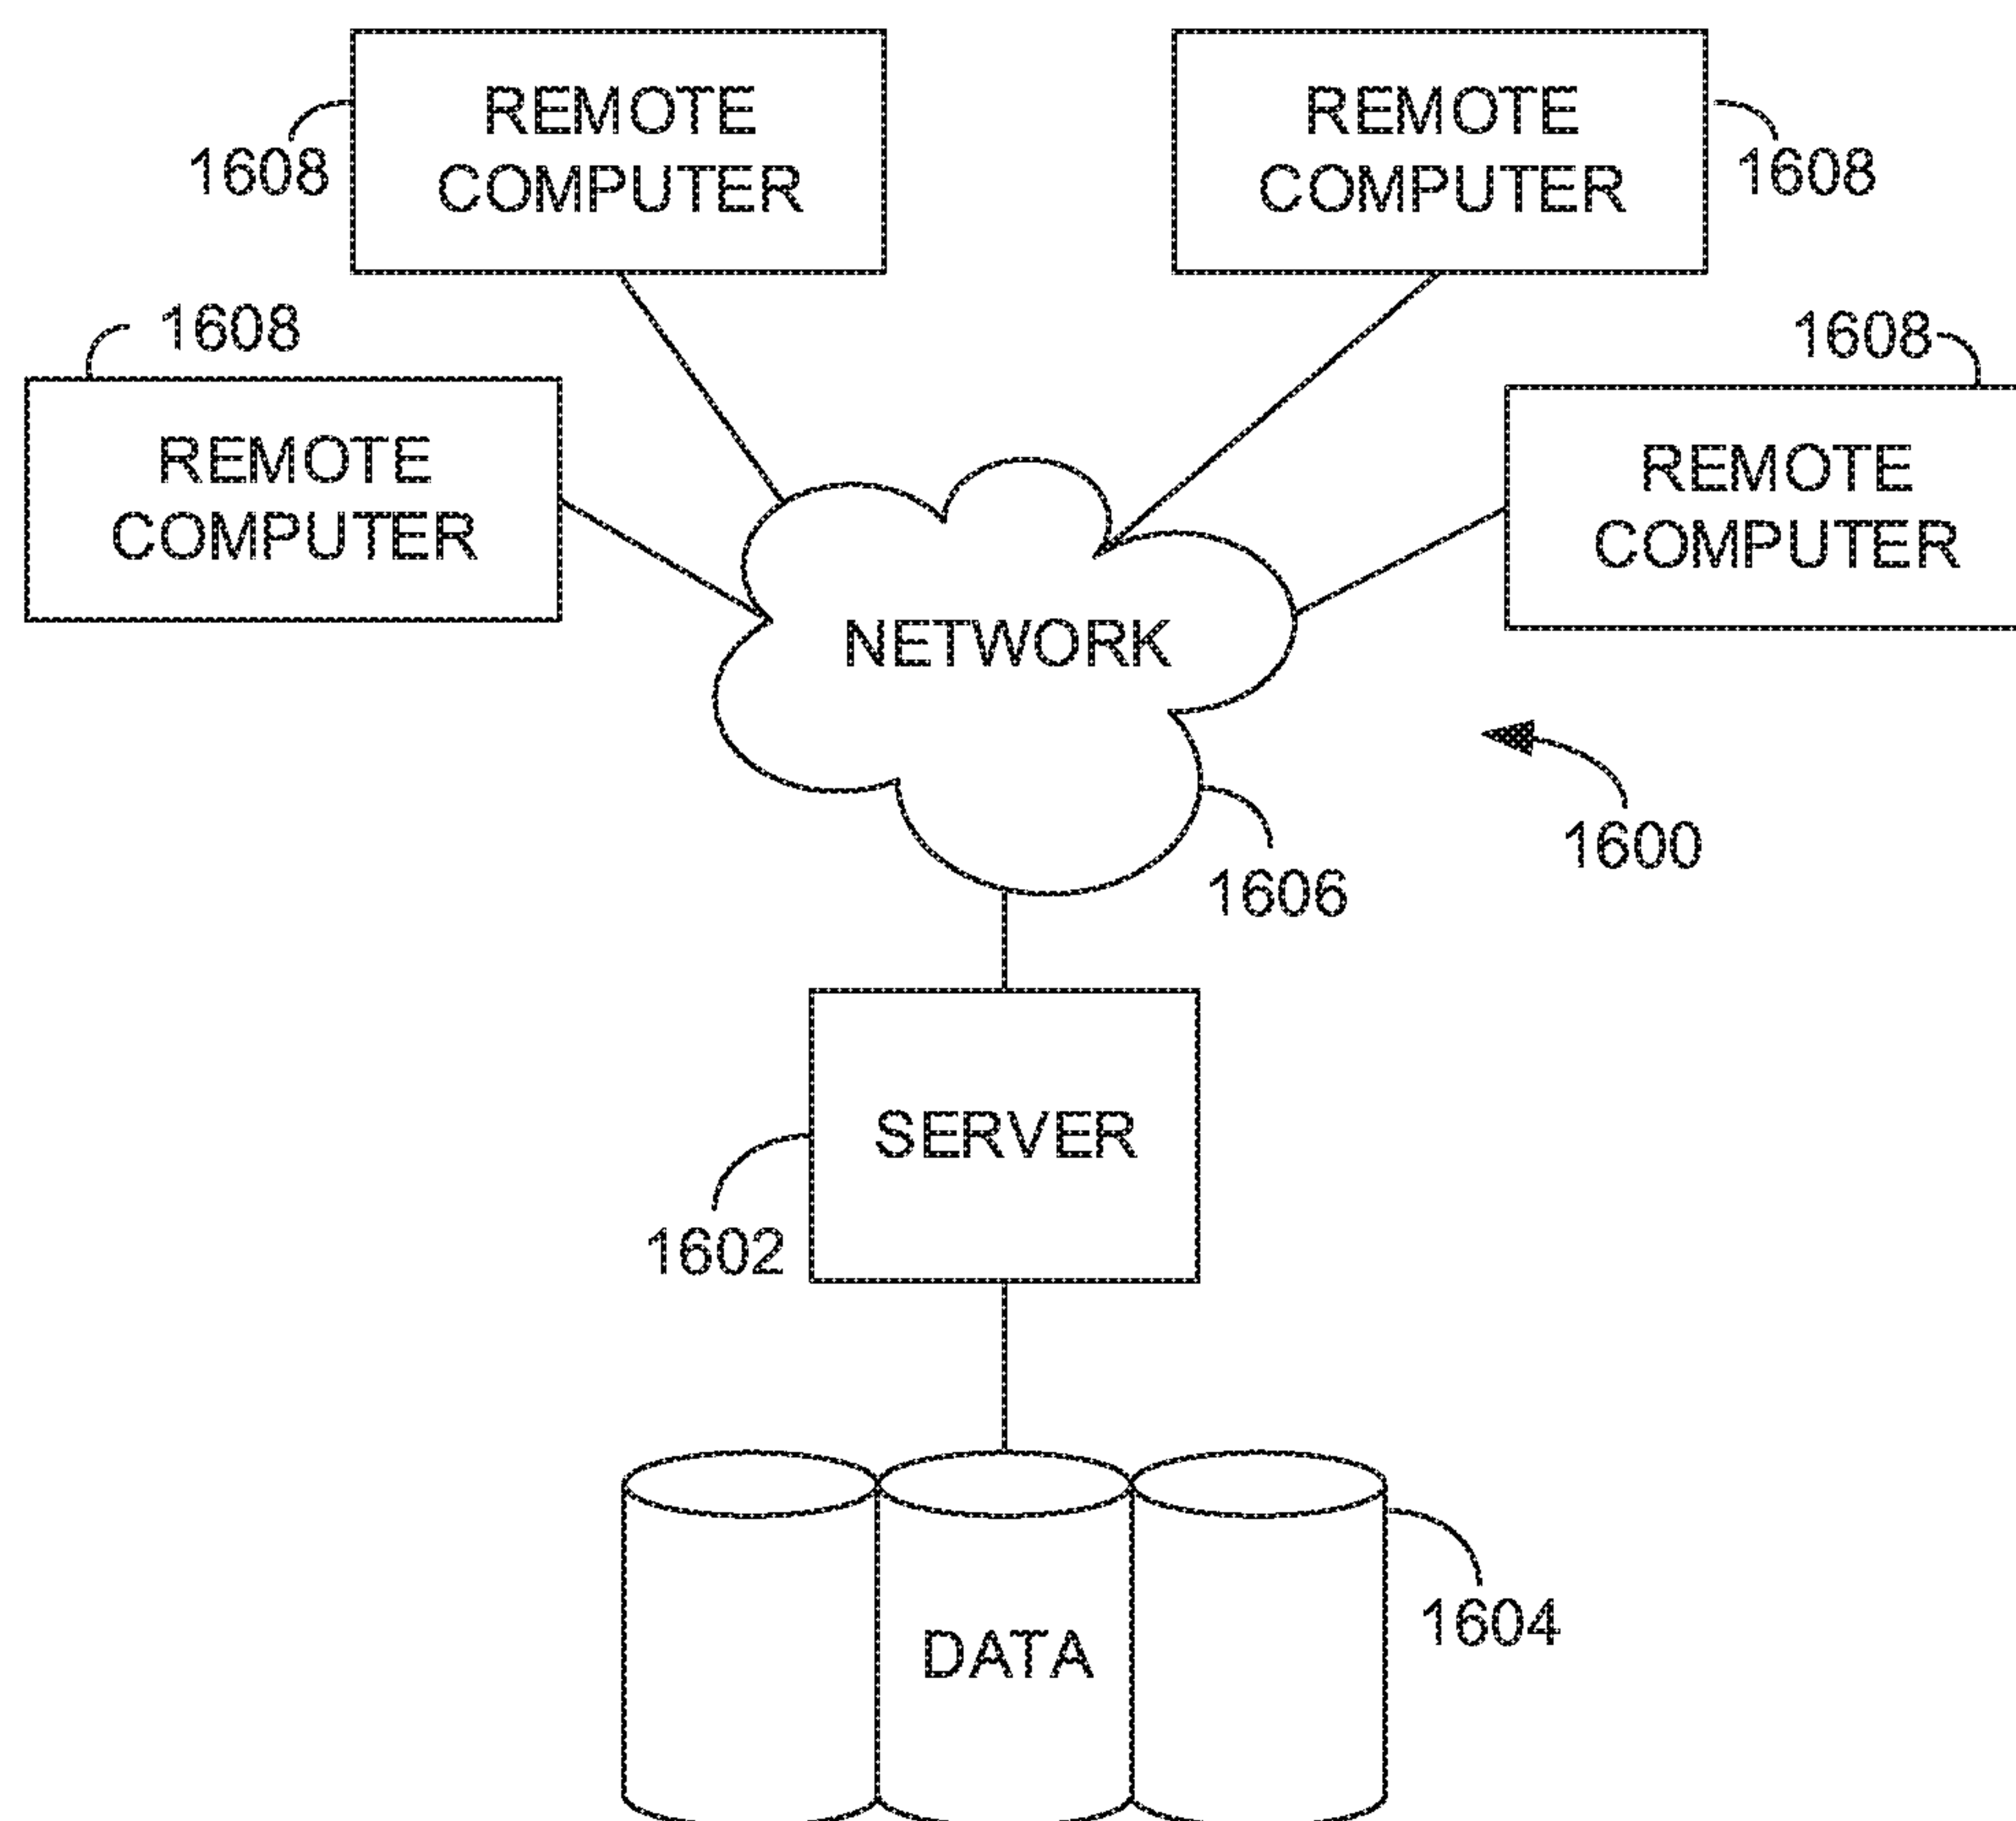 REMOTE
COMPUTER
1608
REMOTE
COMPUTER
1608
1608
REMOTE
COMPUTER
1608
REMOTE
COMPUTER
NETWORK
1600
1606
SERVER
1602
DATA
1604